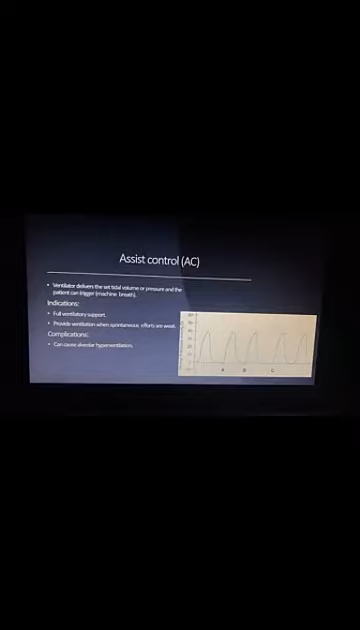 Assist control (AC)
• Ventilator delivers the set tidal volume or pressure and the
patient can trigger (machine breath).
Indications:
• Full ventilatory support.
• Provide ventilation when spontaneous efforts are weak.
Complications:
• Can cause alveolar hyperventilation.
A B C